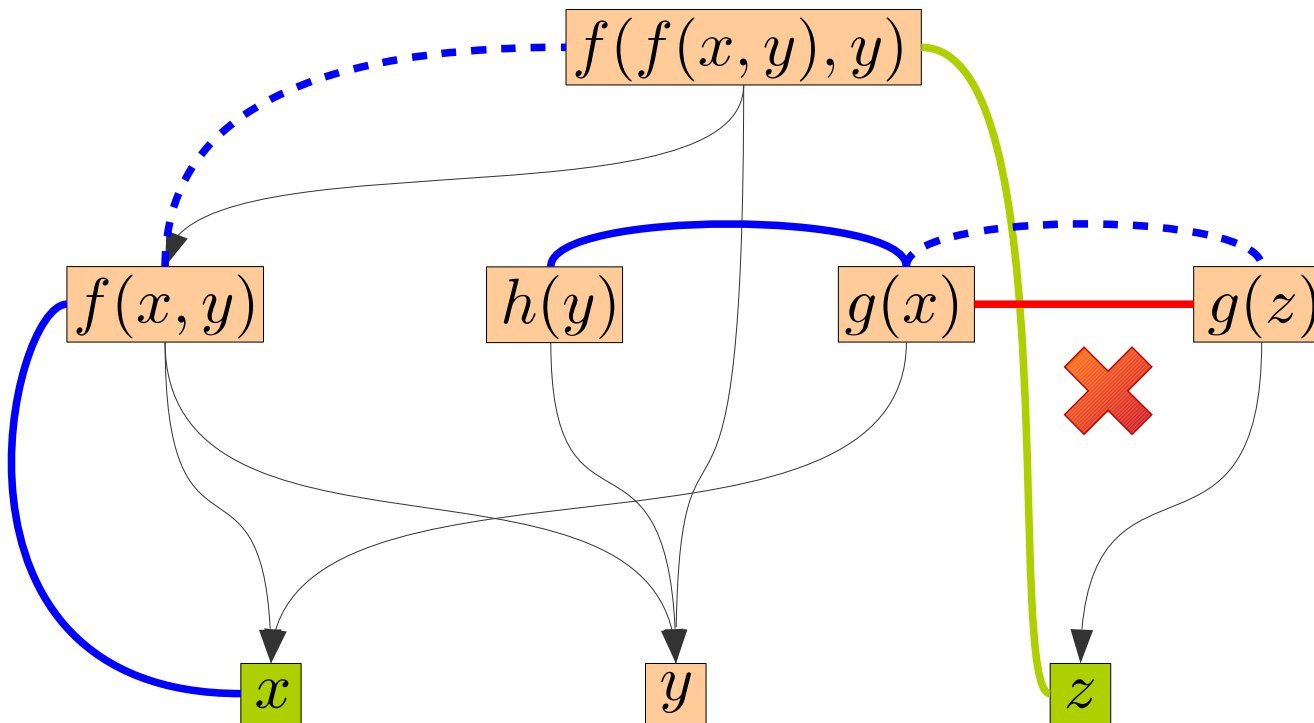 f(f(x, y), y)
f(x, y)
h(y)
g(x)
g(z)
x
y
z